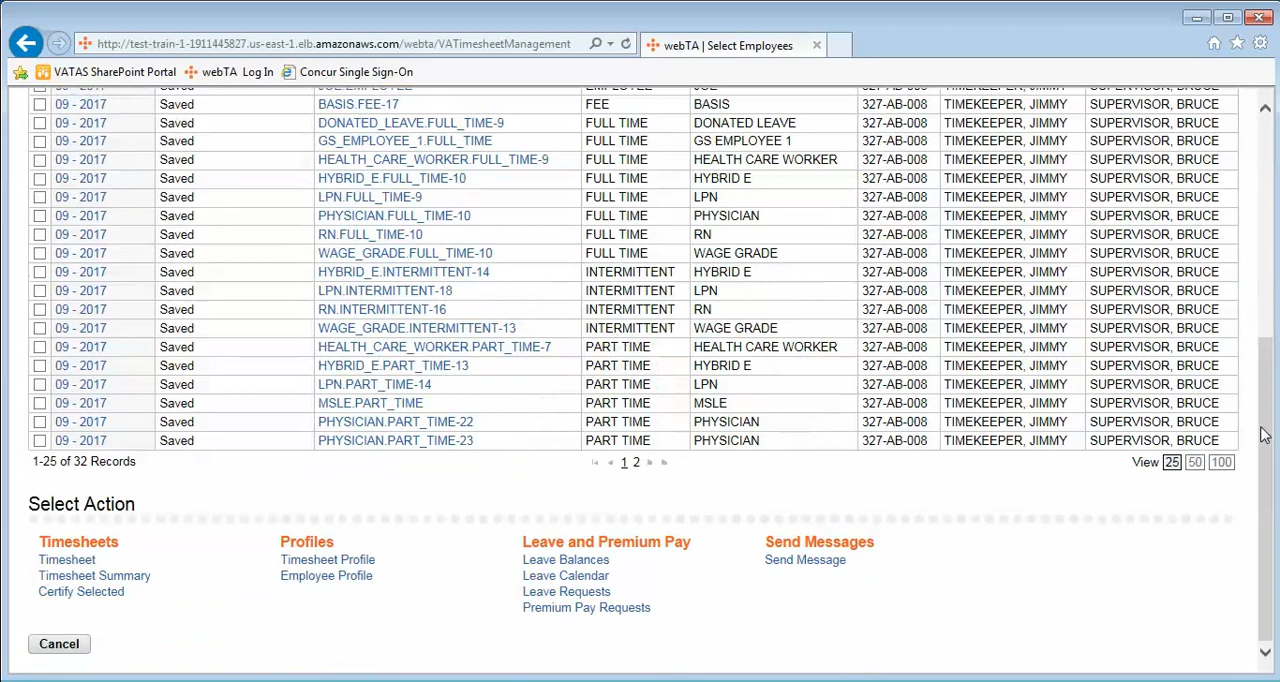 http://test-train-1-1911445827.us-east-1.elb.amazonaws.com/webta/VATimesheetManagement
webTA | Select Employees
VATAS SharePoint Portal webTA Log In Concur Single Sign-On
09 - 2017 Saved BASIS.FEE-17 FEE BASIS 327-AB-008 TIMEKEEPER, JIMMY SUPERVISOR, BRUCE
09 - 2017 Saved DONATED_LEAVE.FULL_TIME-9 FULL TIME DONATED LEAVE 327-AB-008 TIMEKEEPER, JIMMY SUPERVISOR, BRUCE
09 - 2017 Saved GS_EMPLOYEE_1.FULL_TIME FULL TIME GS EMPLOYEE 1 327-AB-008 TIMEKEEPER, JIMMY SUPERVISOR, BRUCE
09 - 2017 Saved HEALTH_CARE_WORKER.FULL_TIME-9 FULL TIME HEALTH CARE WORKER 327-AB-008 TIMEKEEPER, JIMMY SUPERVISOR, BRUCE
09 - 2017 Saved HYBRID_E.FULL_TIME-10 FULL TIME HYBRID E 327-AB-008 TIMEKEEPER, JIMMY SUPERVISOR, BRUCE
09 - 2017 Saved LPN.FULL_TIME-9 FULL TIME LPN 327-AB-008 TIMEKEEPER, JIMMY SUPERVISOR, BRUCE
09 - 2017 Saved PHYSICIAN.FULL_TIME-10 FULL TIME PHYSICIAN 327-AB-008 TIMEKEEPER, JIMMY SUPERVISOR, BRUCE
09 - 2017 Saved RN.FULL_TIME-10 FULL TIME RN 327-AB-008 TIMEKEEPER, JIMMY SUPERVISOR, BRUCE
09 - 2017 Saved WAGE_GRADE.FULL_TIME-10 FULL TIME WAGE GRADE 327-AB-008 TIMEKEEPER, JIMMY SUPERVISOR, BRUCE
09 - 2017 Saved HYBRID_E.INTERMITTENT-14 INTERMITTENT HYBRID E 327-AB-008 TIMEKEEPER, JIMMY SUPERVISOR, BRUCE
09 - 2017 Saved LPN.INTERMITTENT-18 INTERMITTENT LPN 327-AB-008 TIMEKEEPER, JIMMY SUPERVISOR, BRUCE
09 - 2017 Saved RN.INTERMITTENT-16 INTERMITTENT RN 327-AB-008 TIMEKEEPER, JIMMY SUPERVISOR, BRUCE
09 - 2017 Saved WAGE_GRADE.INTERMITTENT-13 INTERMITTENT WAGE GRADE 327-AB-008 TIMEKEEPER, JIMMY SUPERVISOR, BRUCE
09 - 2017 Saved HEALTH_CARE_WORKER.PART_TIME-7 PART TIME HEALTH CARE WORKER 327-AB-008 TIMEKEEPER, JIMMY SUPERVISOR, BRUCE
09 - 2017 Saved HYBRID_E.PART_TIME-13 PART TIME HYBRID E 327-AB-008 TIMEKEEPER, JIMMY SUPERVISOR, BRUCE
09 - 2017 Saved LPN.PART_TIME-14 PART TIME LPN 327-AB-008 TIMEKEEPER, JIMMY SUPERVISOR, BRUCE
09 - 2017 Saved MSLE.PART_TIME PART TIME MSLE 327-AB-008 TIMEKEEPER, JIMMY SUPERVISOR, BRUCE
09 - 2017 Saved PHYSICIAN.PART_TIME-22 PART TIME PHYSICIAN 327-AB-008 TIMEKEEPER, JIMMY SUPERVISOR, BRUCE
09 - 2017 Saved PHYSICIAN.PART_TIME-23 PART TIME PHYSICIAN 327-AB-008 TIMEKEEPER, JIMMY SUPERVISOR, BRUCE
1-25 of 32 Records 1 2 View 25 50 100
Select Action
Timesheets Profiles Leave and Premium Pay Send Messages
Timesheet Timesheet Profile Leave Balances Send Message
Timesheet Summary Employee Profile Leave Calendar
Certify Selected Leave Requests
Premium Pay Requests
Cancel